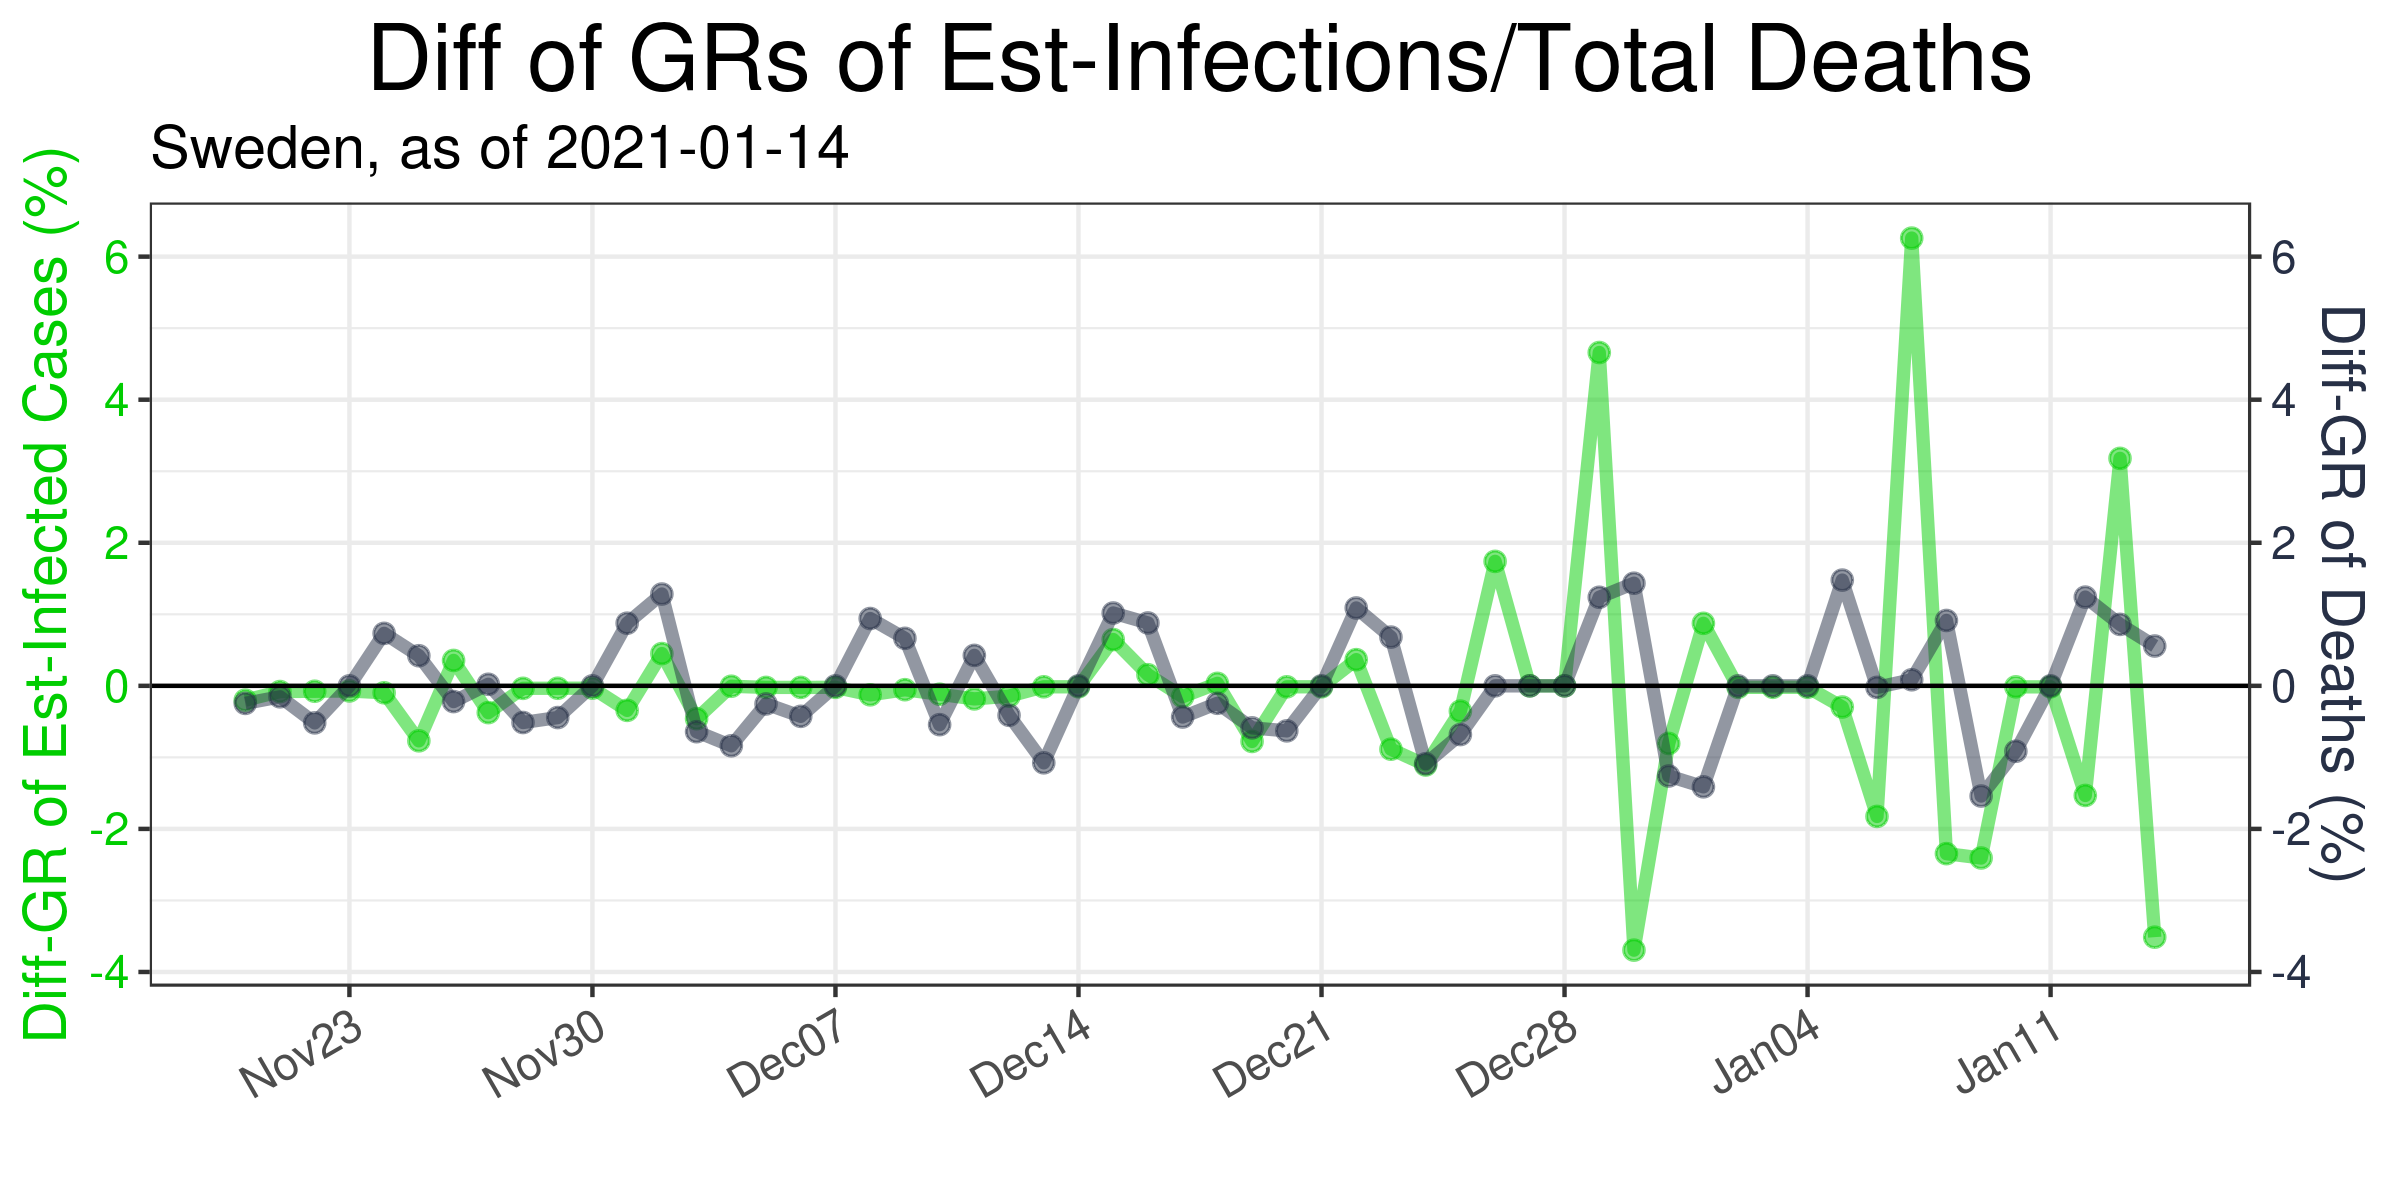 Diff of GRs of Est-Infections/Total Deaths
Sweden, as of 2021-01-14
Diff-GR of Est-Infected Cases (%)
6
4
2
0
-2
-4
6
4
2
0
-2
-4
Diff-GR of Deaths (%)
Nov23
Nov30
Dec07
Dec14
Dec21
Dec28
Jan04
Jan11